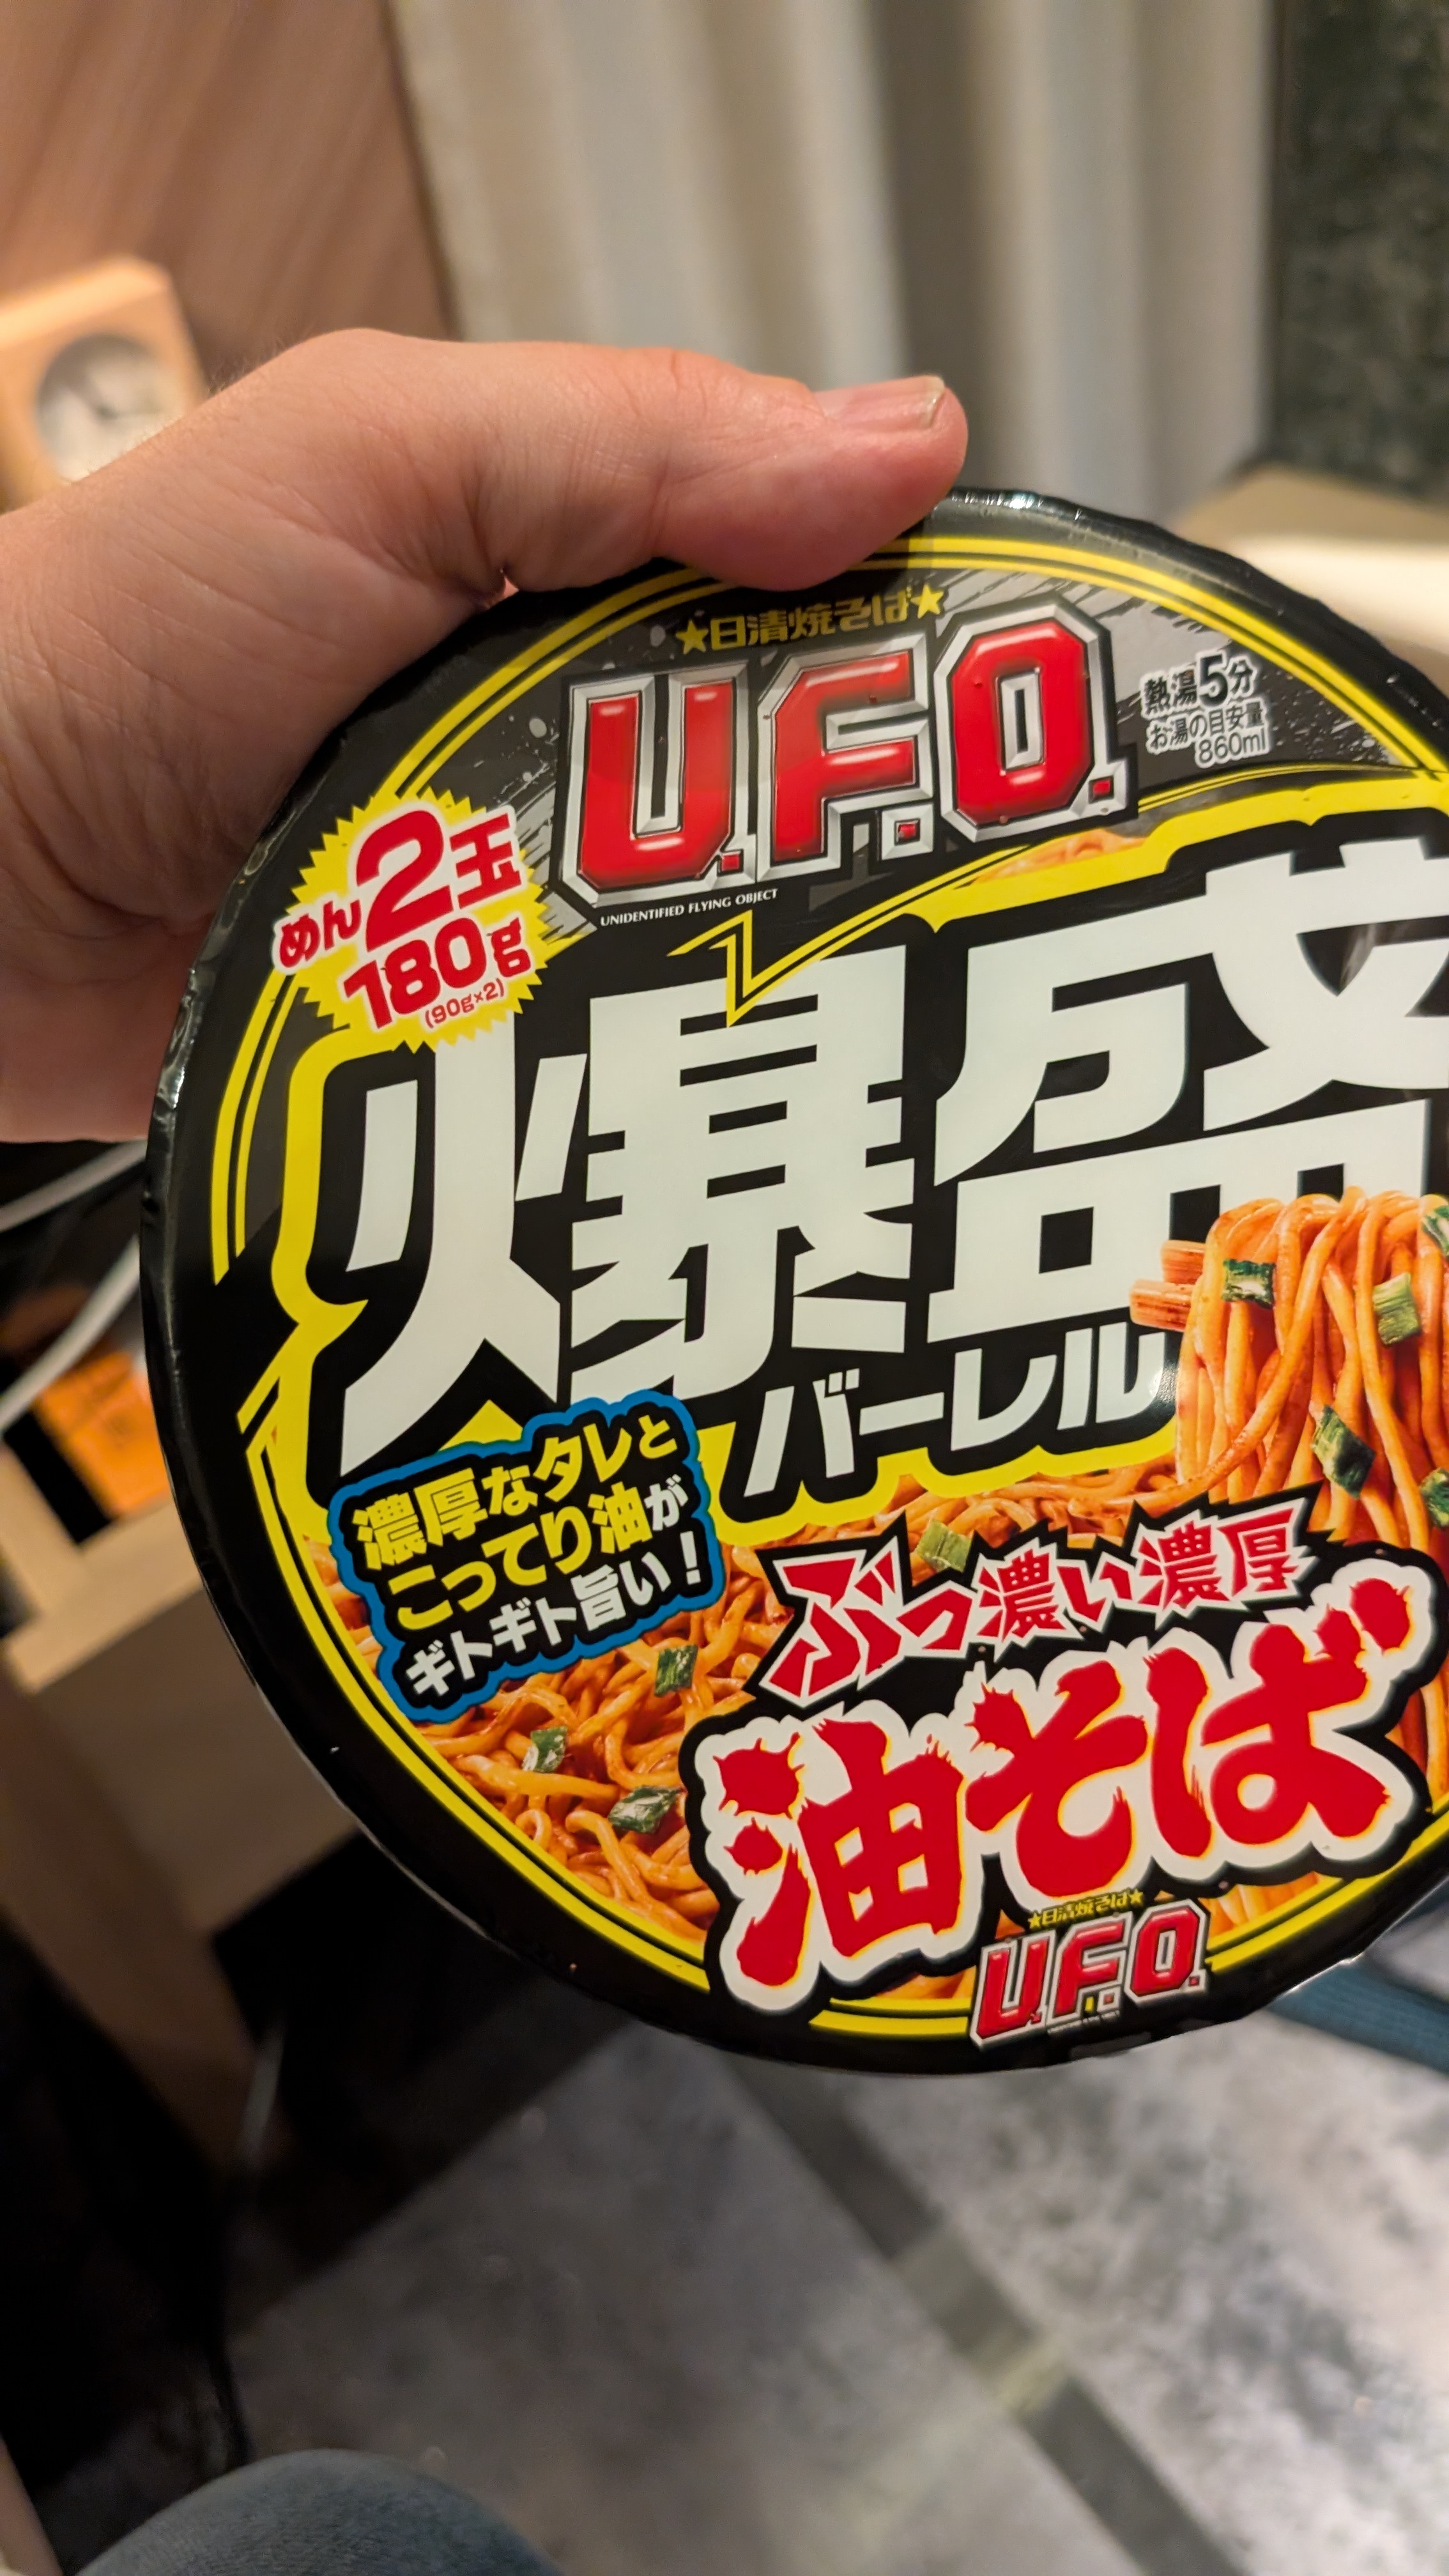 ★日清焼そば★
U.F.O.
UNIDENTIFIED FLYING OBJECT
熱湯5分
お湯の目安量
860ml
めん2玉
180g
(90g×2)
爆盛
バーレル
濃厚なタレと
こってり油が
ギトギト旨い!
ぶっ濃い濃厚
油そば
★日清焼そば★
U.F.O.